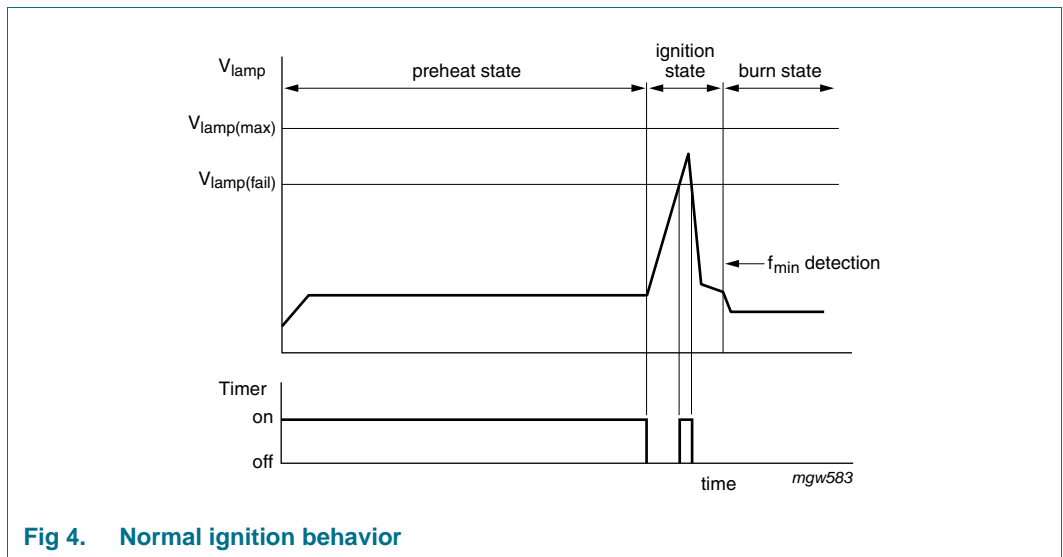 V_lamp
preheat state
ignition
state
burn state
V_lamp(max)
V_lamp(fail)
f_min detection
Timer
on
off
time
mgw583
Fig 4. Normal ignition behavior